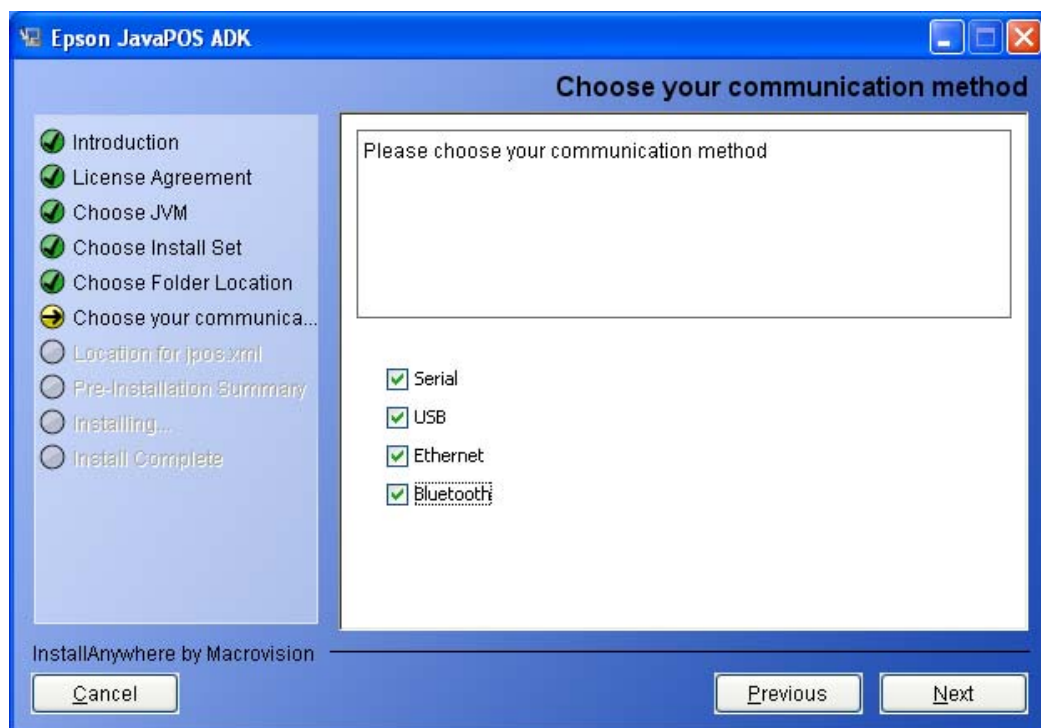 Epson JavaPOS ADK
Choose your communication method
Introduction
License Agreement
Choose JVM
Choose Install Set
Choose Folder Location
Choose your communica...
Location for jpos.xml
Pre-Installation Summary
Installing...
Install Complete
Please choose your communication method
Serial
USB
Ethernet
Bluetooth
InstallAnywhere by Macrovision
Cancel
Previous
Next